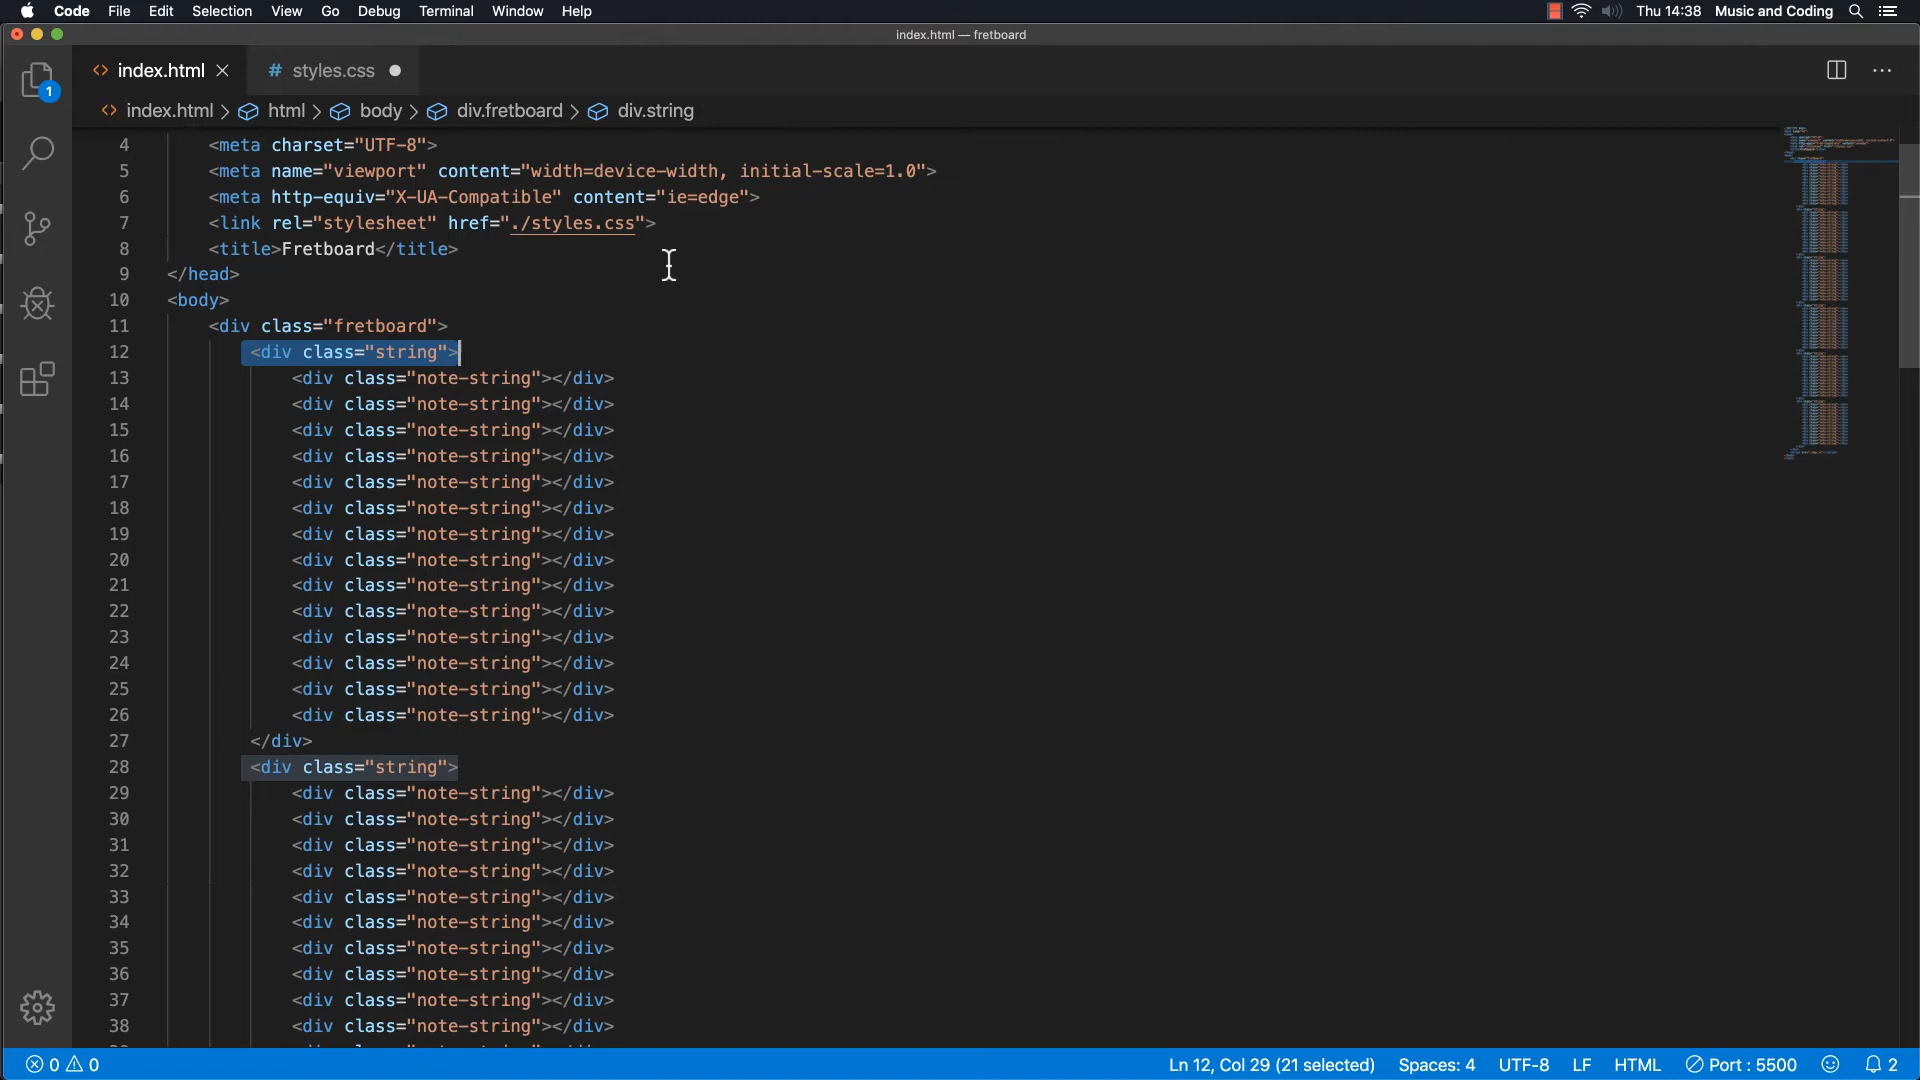 Code File Edit Selection View Go Debug Terminal Window Help Thu 14:38 Music and Coding
index.html — fretboard
1
<> index.html # styles.css
<> index.html > html > body > div.fretboard > div.string
4 <meta charset="UTF-8">
5 <meta name="viewport" content="width=device-width, initial-scale=1.0">
6 <meta http-equiv="X-UA-Compatible" content="ie=edge">
7 <link rel="stylesheet" href="./styles.css">
8 <title>Fretboard</title>
9 </head>
10 <body>
11 <div class="fretboard">
12 <div class="string">
13 <div class="note-string"></div>
14 <div class="note-string"></div>
15 <div class="note-string"></div>
16 <div class="note-string"></div>
17 <div class="note-string"></div>
18 <div class="note-string"></div>
19 <div class="note-string"></div>
20 <div class="note-string"></div>
21 <div class="note-string"></div>
22 <div class="note-string"></div>
23 <div class="note-string"></div>
24 <div class="note-string"></div>
25 <div class="note-string"></div>
26 <div class="note-string"></div>
27 </div>
28 <div class="string">
29 <div class="note-string"></div>
30 <div class="note-string"></div>
31 <div class="note-string"></div>
32 <div class="note-string"></div>
33 <div class="note-string"></div>
34 <div class="note-string"></div>
35 <div class="note-string"></div>
36 <div class="note-string"></div>
37 <div class="note-string"></div>
38 <div class="note-string"></div>
0 0 Ln 12, Col 29 (21 selected) Spaces: 4 UTF-8 LF HTML Port : 5500 2